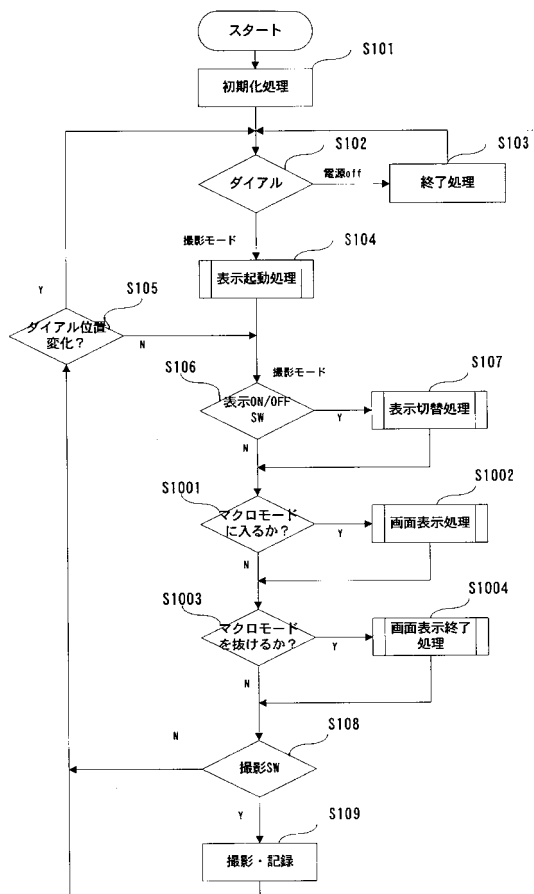 スタート
S101
初期化処理
S102
S103
ダイアル
電源off
終了処理
撮影モード
S104
表示起動処理
Y
S105
ダイアル位置
変化?
N
撮影モード
S106
S107
表示ON/OFF
SW
Y
表示切替処理
N
S1001
S1002
マクロモード
に入るか?
Y
画面表示処理
N
S1003
S1004
マクロモード
を抜けるか?
Y
画面表示終了
処理
N
N
S108
撮影SW
Y
S109
撮影・記録